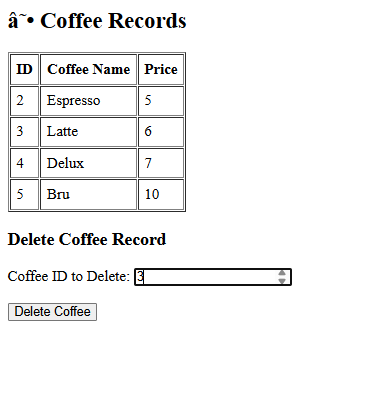 â˜• Coffee Records
ID Coffee Name Price
2 Espresso 5
3 Latte 6
4 Delux 7
5 Bru 10
Delete Coffee Record
Coffee ID to Delete: 3
Delete Coffee